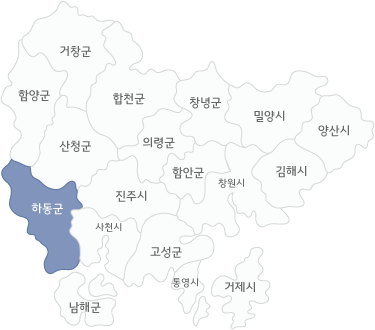 거창군
함양군
합천군
창녕군
밀양시
양산시
산청군
의령군
함안군
창원시
김해시
하동군
진주시
사천시
고성군
통영시
거제시
남해군